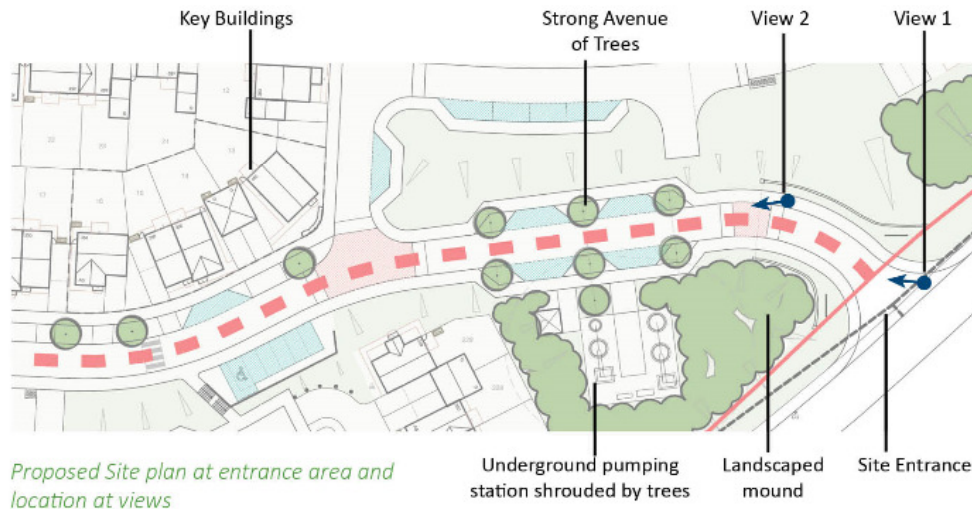 Key Buildings
Strong Avenue
of Trees
View 2
View 1
Underground pumping
station shrouded by trees
Landscaped
mound
Site Entrance
Proposed Site plan at entrance area and
location at views